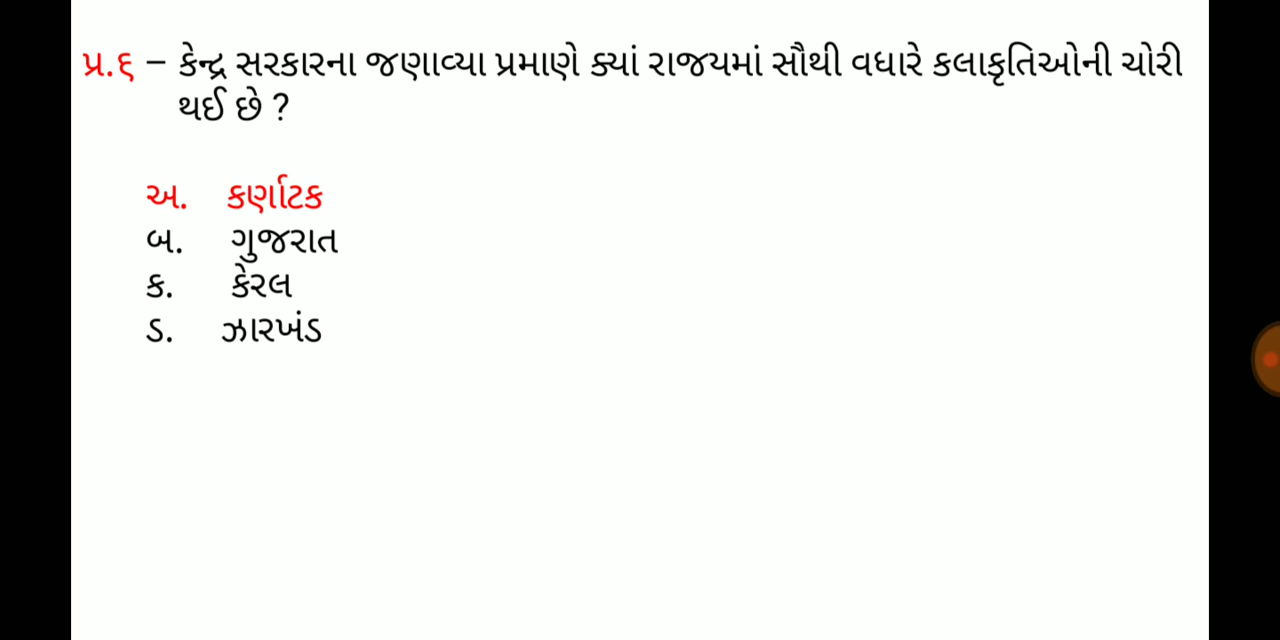 પ્ર.૬ – કેન્દ્ર સરકારના જણાવ્યા પ્રમાણે ક્યાં રાજયમાં સૌથી વધારે કલાકૃતિઓની ચોરી
થઈ છે ?
અ. કર્ણાટક
બ. ગુજરાત
ક. કેરલ
ડ. ઝારખંડ